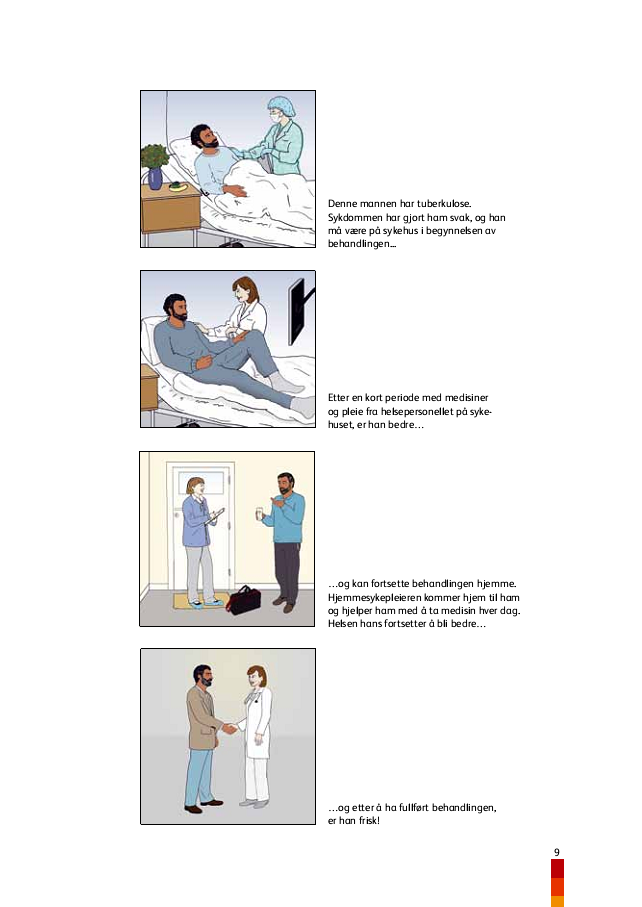 Denne mannen har tuberkulose.
Sykdommen har gjort ham svak, og han
må være på sykehus i begynnelsen av
behandlingen...
Etter en kort periode med medisiner
og pleie fra helsepersonellet på syke-
huset, er han bedre…
…og kan fortsette behandlingen hjemme.
Hjemmesykepleieren kommer hjem til ham
og hjelper ham med å ta medisin hver dag.
Helsen hans fortsetter å bli bedre…
…og etter å ha fullført behandlingen,
er han frisk!
9